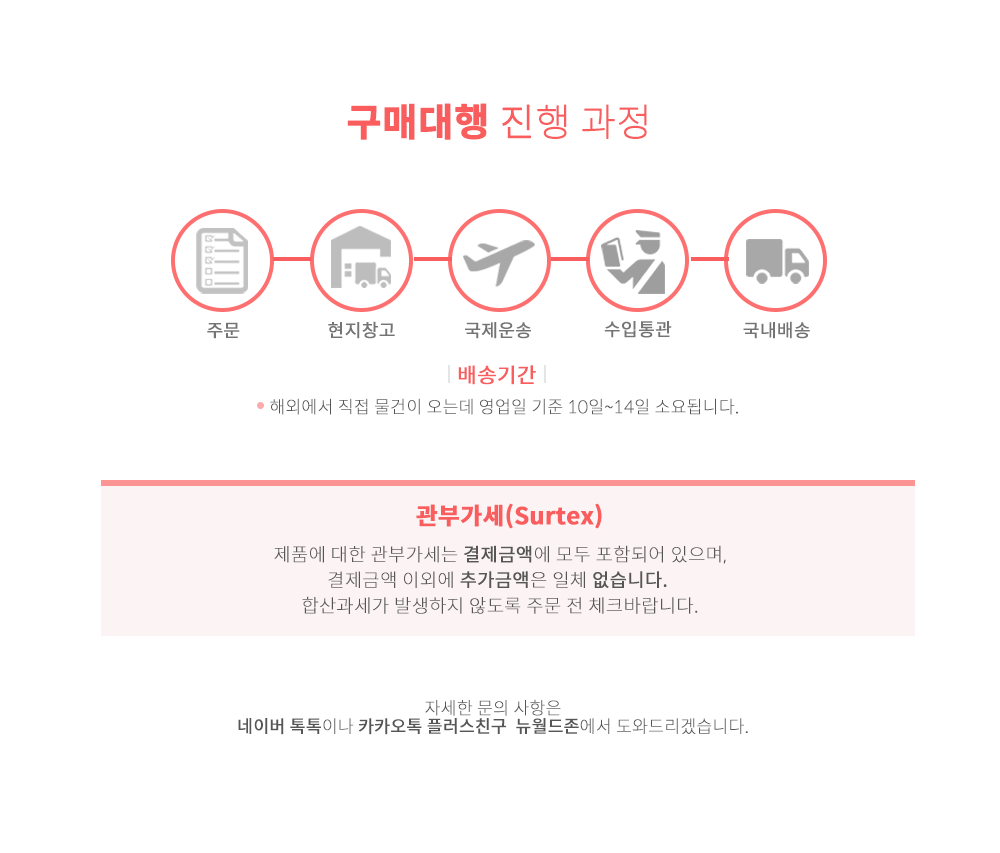 구매대행 진행 과정
주문 현지창고 국제운송 수입통관 국내배송
| 배송기간 |
• 해외에서 직접 물건이 오는데 영업일 기준 10일~14일 소요됩니다.
관부가세(Surtex)
제품에 대한 관부가세는 결제금액에 모두 포함되어 있으며,
결제금액 이외에 추가금액은 일체 없습니다.
합산과세가 발생하지 않도록 주문 전 체크바랍니다.
자세한 문의 사항은
네이버 톡톡이나 카카오톡 플러스친구 뉴월드존에서 도와드리겠습니다.